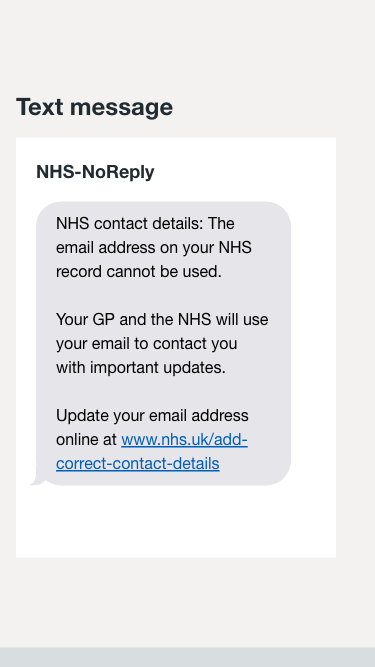 Text message
NHS-NoReply
NHS contact details: The
email address on your NHS
record cannot be used.
Your GP and the NHS will use
your email to contact you
with important updates.
Update your email address
online at www.nhs.uk/add-
correct-contact-details